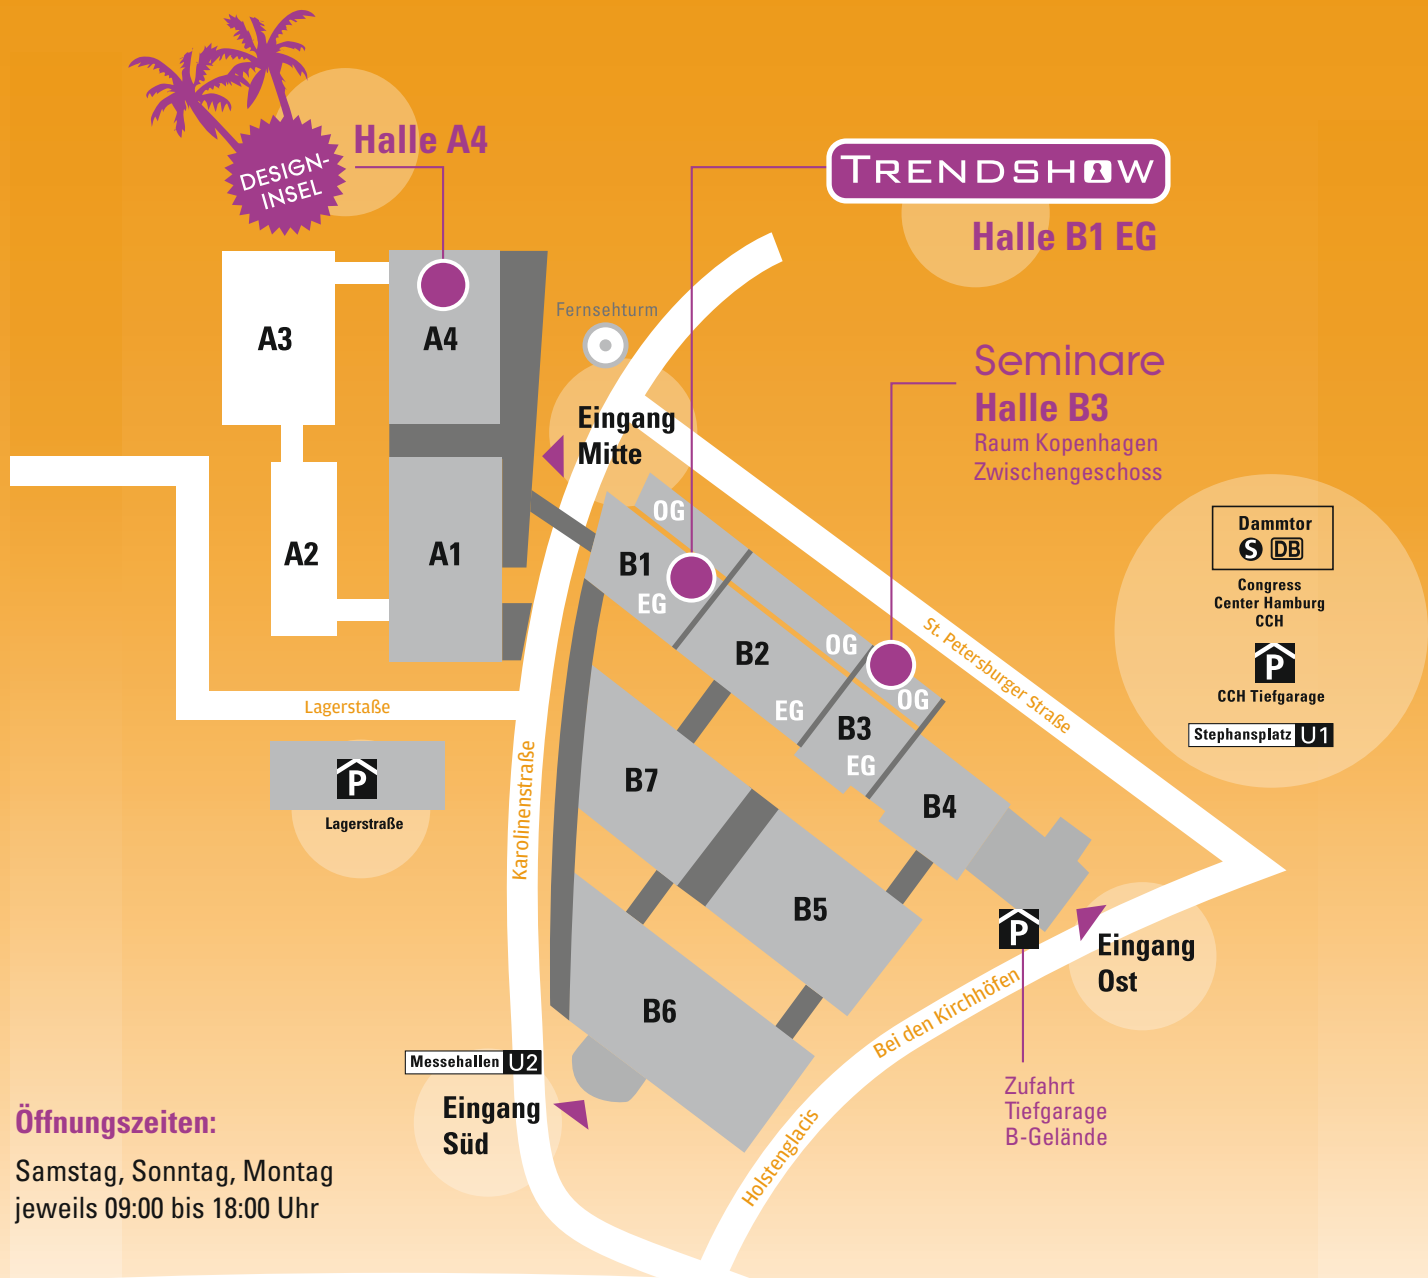 DESIGN-
INSEL
Halle A4
TRENDSHOW
Halle B1 EG
Fernsehturm
A3
A4
Seminare
Halle B3
Raum Kopenhagen
Zwischengeschoss
Eingang
Mitte
OG
A2
A1
B1
EG
Dammtor
S DB
Congress
Center Hamburg
CCH
P
CCH Tiefgarage
Stephansplatz U1
St. Petersburger Straße
B2
OG
EG
OG
B3
EG
Lagerstaße
P
Lagerstraße
Karolinenstraße
B7
B4
B5
P
Eingang
Ost
B6
Bei den Kirchhöfen
Messehallen U2
Eingang
Süd
Zufahrt
Tiefgarage
B-Gelände
Holstenglacis
Öffnungszeiten:
Samstag, Sonntag, Montag
jeweils 09:00 bis 18:00 Uhr